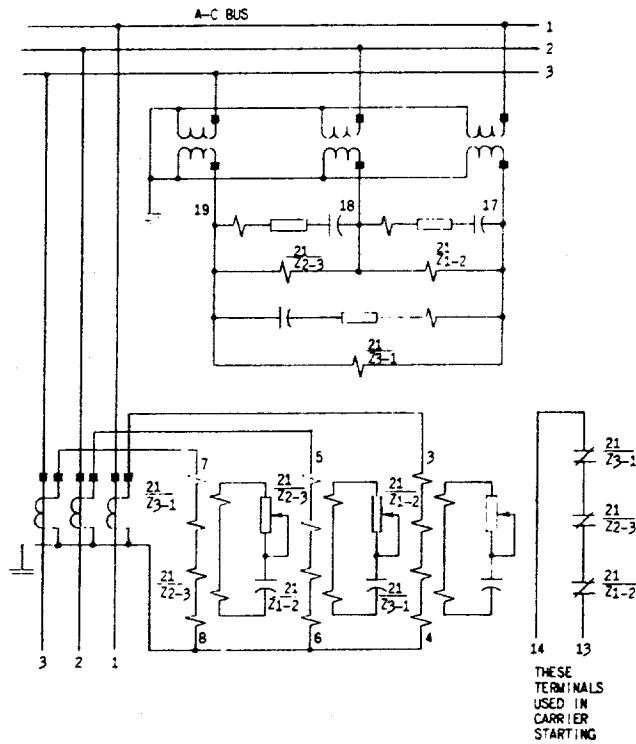 A-C BUS
1
2
3
19
18
17
21
Z2-3
21
Z1-2
21
Z3-1
7
5
3
21
Z3-1
21
Z2-3
21
Z1-2
21
Z2-3
21
Z1-2
21
Z3-1
8
6
4
21
Z3-1
21
Z2-3
21
Z1-2
3
2
1
14
13
THESE
TERMINALS
USED IN
CARRIER
STARTING